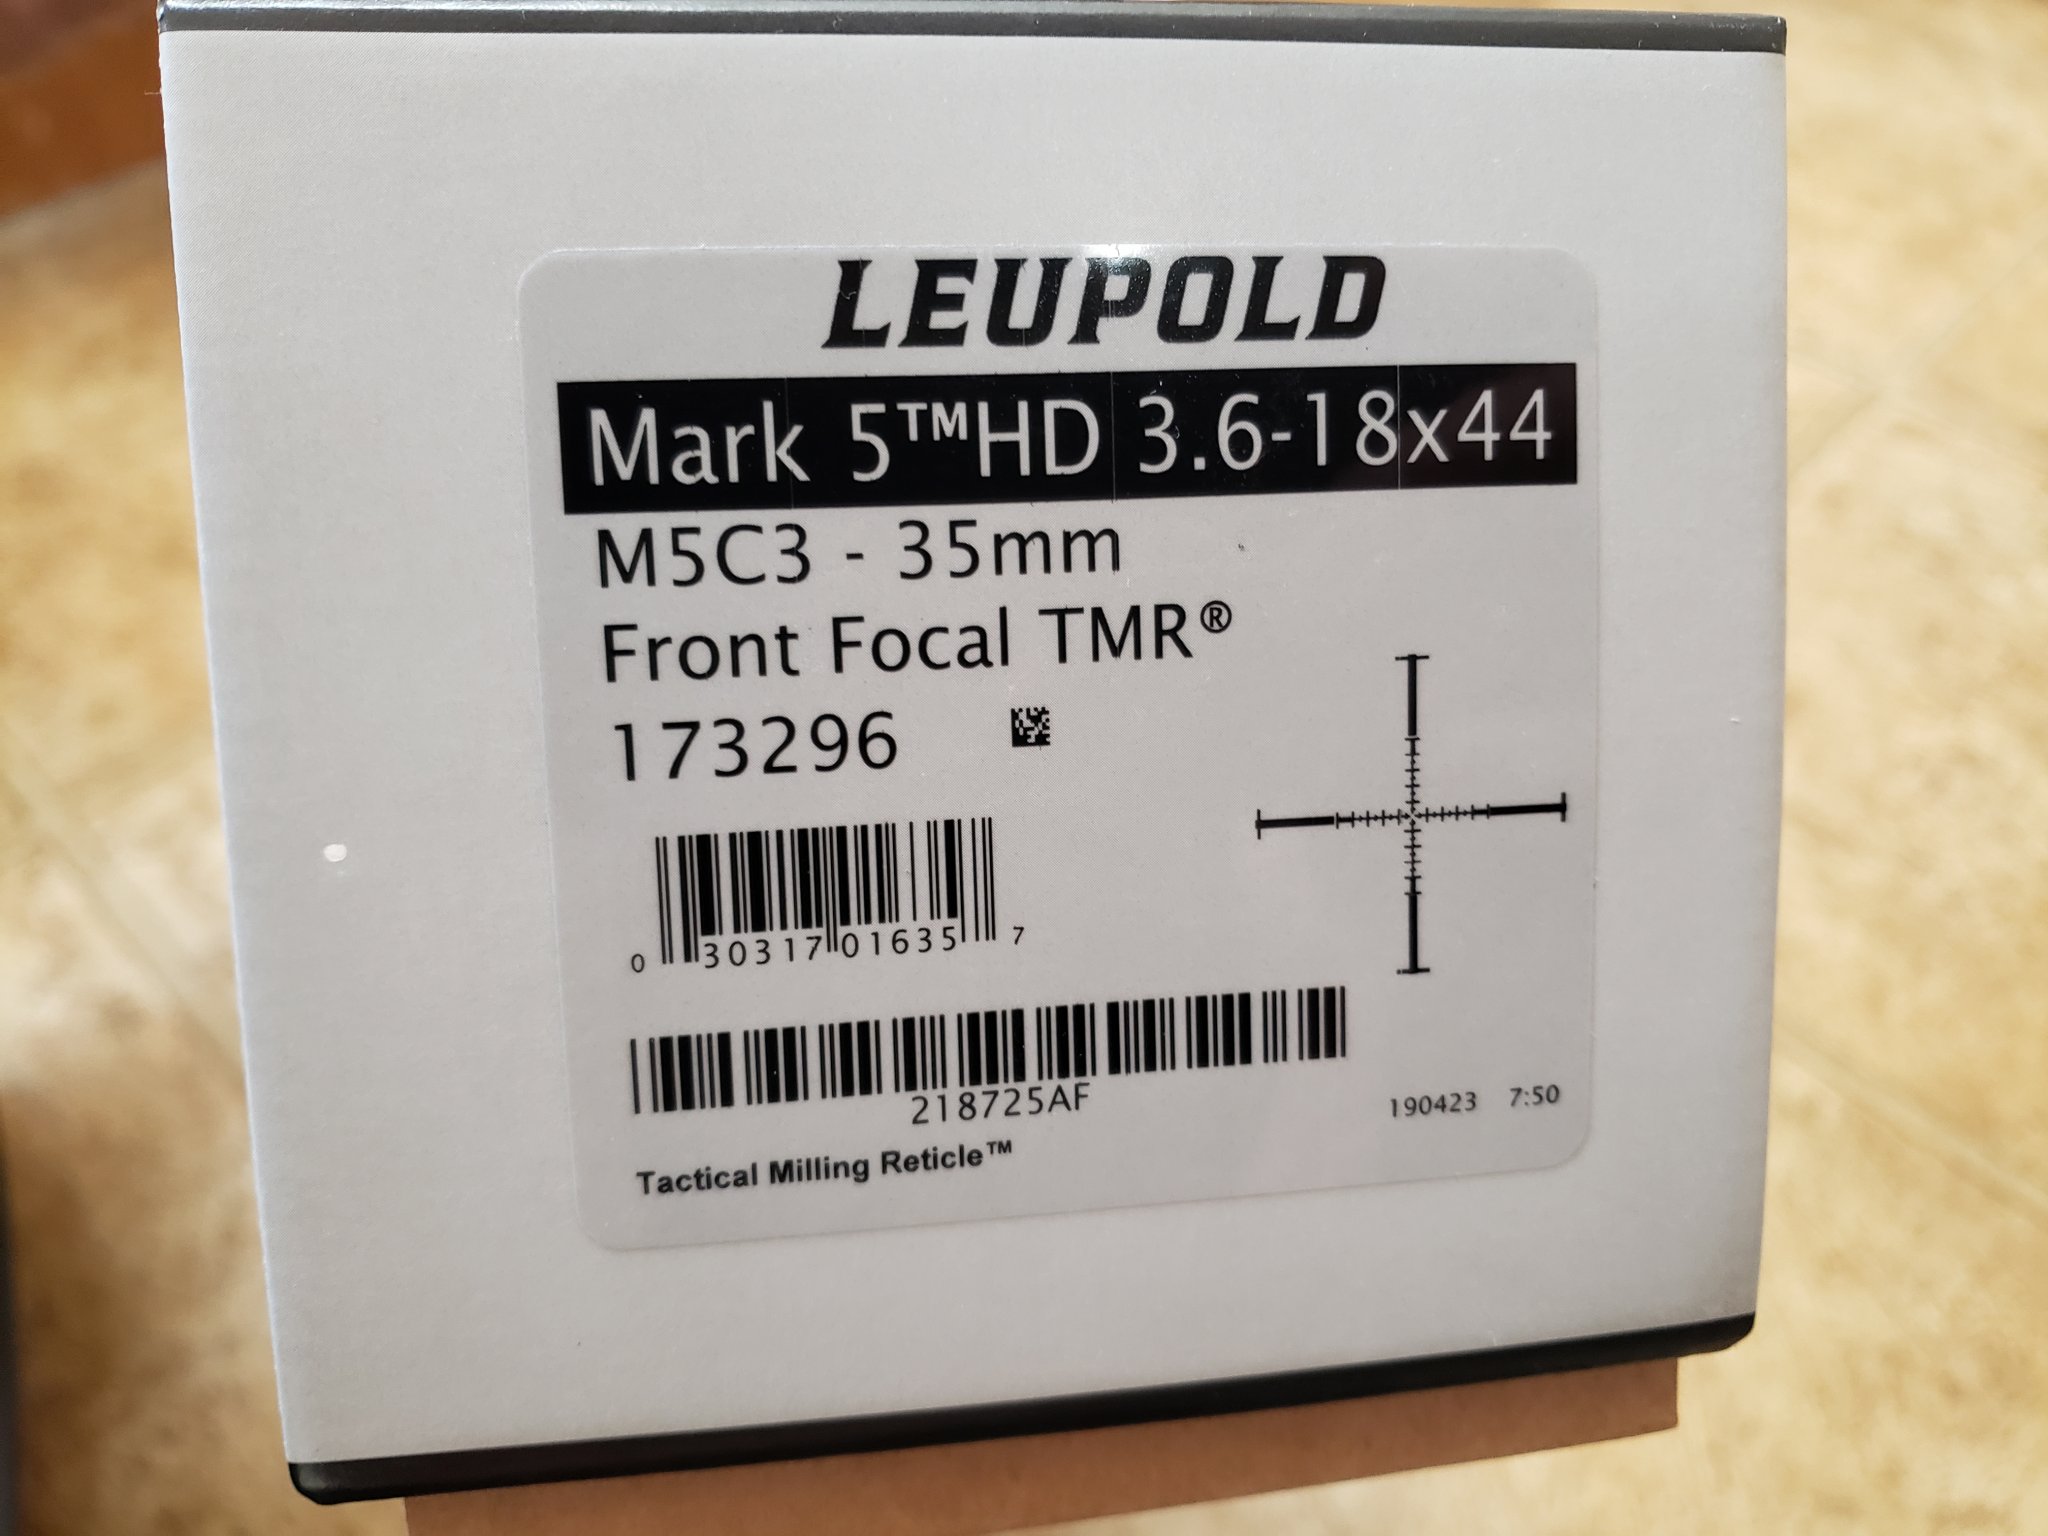 LEUPOLD
Mark 5™HD 3.6-18x44
M5C3 - 35mm
Front Focal TMR®
173296
0 30317 01635 7
218725AF
190423 7:50
Tactical Milling Reticle™